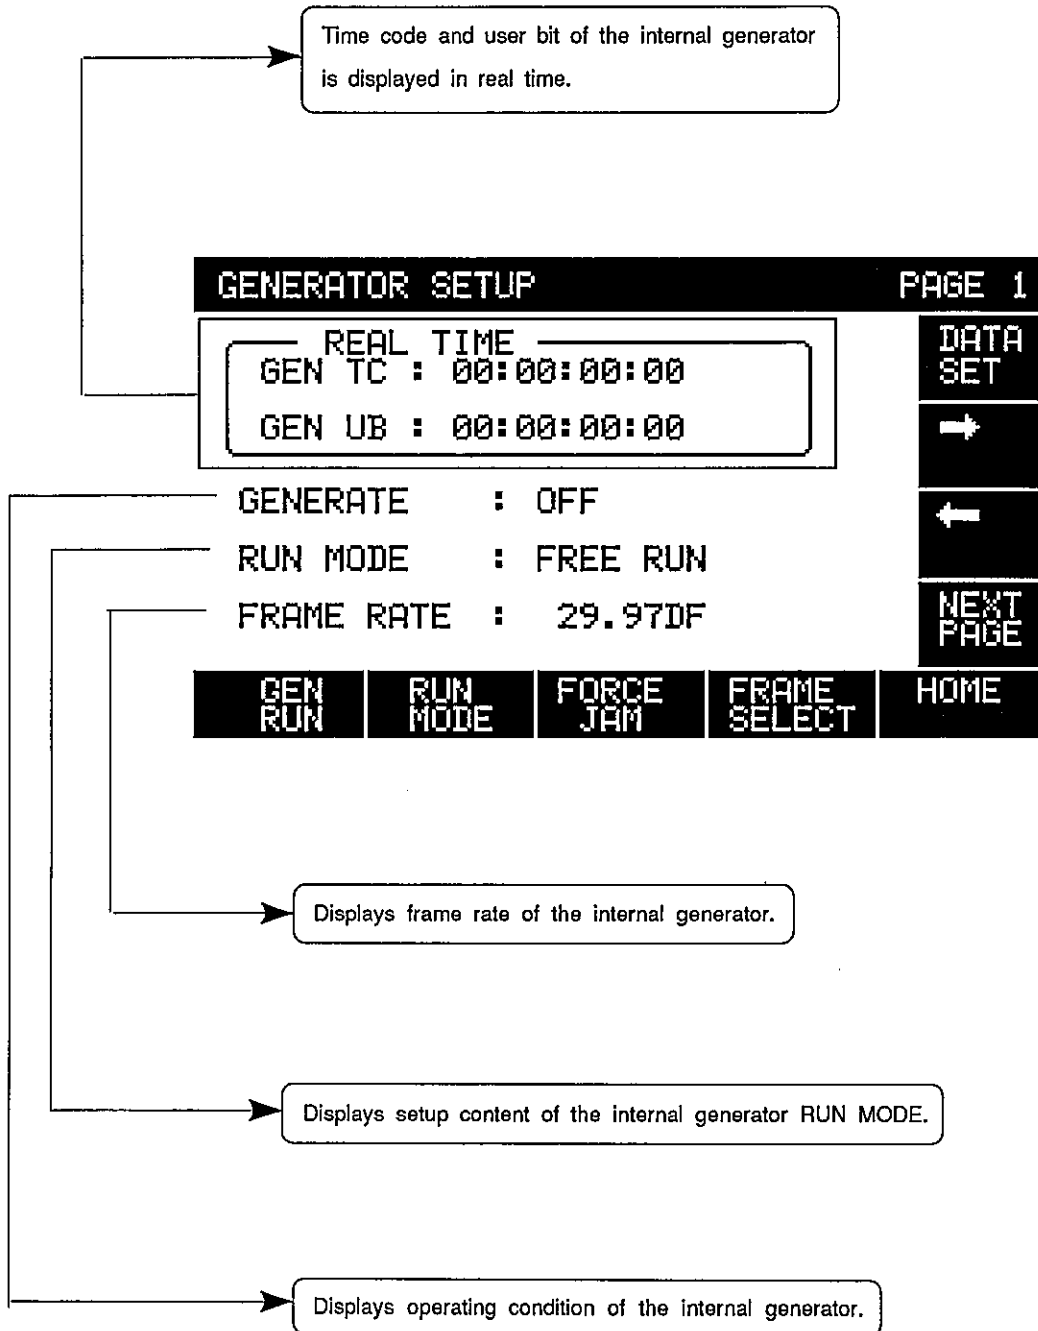 Time code and user bit of the internal generator
is displayed in real time.
GENERATOR SETUP PAGE 1
REAL TIME
GEN TC : 00:00:00:00
GEN UB : 00:00:00:00
GENERATE : OFF
RUN MODE : FREE RUN
FRAME RATE : 29.97DF
DATA
SET
NEXT
PAGE
GEN
RUN
RUN
MODE
FORCE
JAM
FRAME
SELECT
HOME
Displays frame rate of the internal generator.
Displays setup content of the internal generator RUN MODE.
Displays operating condition of the internal generator.